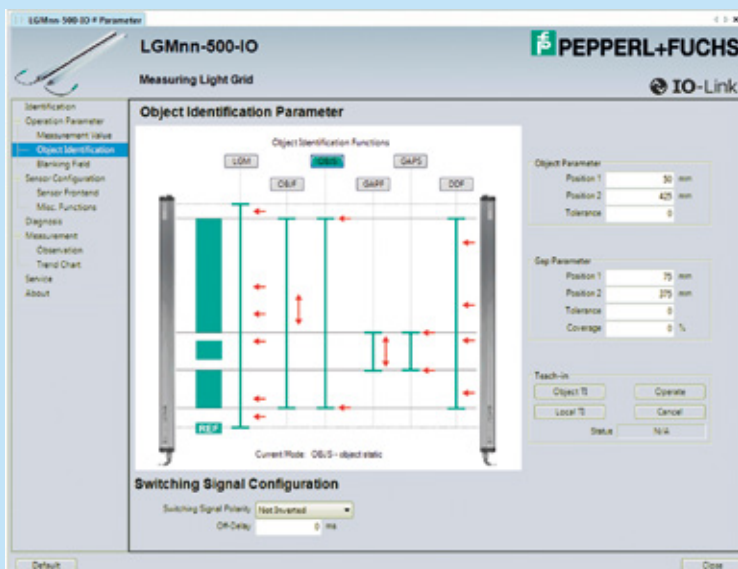 LGMnn-500-IO # Parameter
LGMnn-500-IO
PEPPERL+FUCHS
Measuring Light Grid
IO-Link
Identification
Operation Parameter
Measurement Value
Object Identification
Blanking Field
Sensor Configuration
Sensor Frontend
Misc. Functions
Diagnosis
Measurement
Observation
Trend Chart
Service
About
Object Identification Parameter
Object Identification Functions
LGM
OBJS
GAPS
OBJF
GAPF
DDF
REF
Current Mode: OBJS - object static
Object Parameter
Position 1 50 mm
Position 2 425 mm
Tolerance 0
Gap Parameter
Position 1 75 mm
Position 2 375 mm
Tolerance 0
Coverage 0 %
Teach-in
Object TI Operate
Local TI Cancel
Status N/A
Switching Signal Configuration
Switching Signal Polarity Not Inverted
Off-Delay 0 ms
Default Close